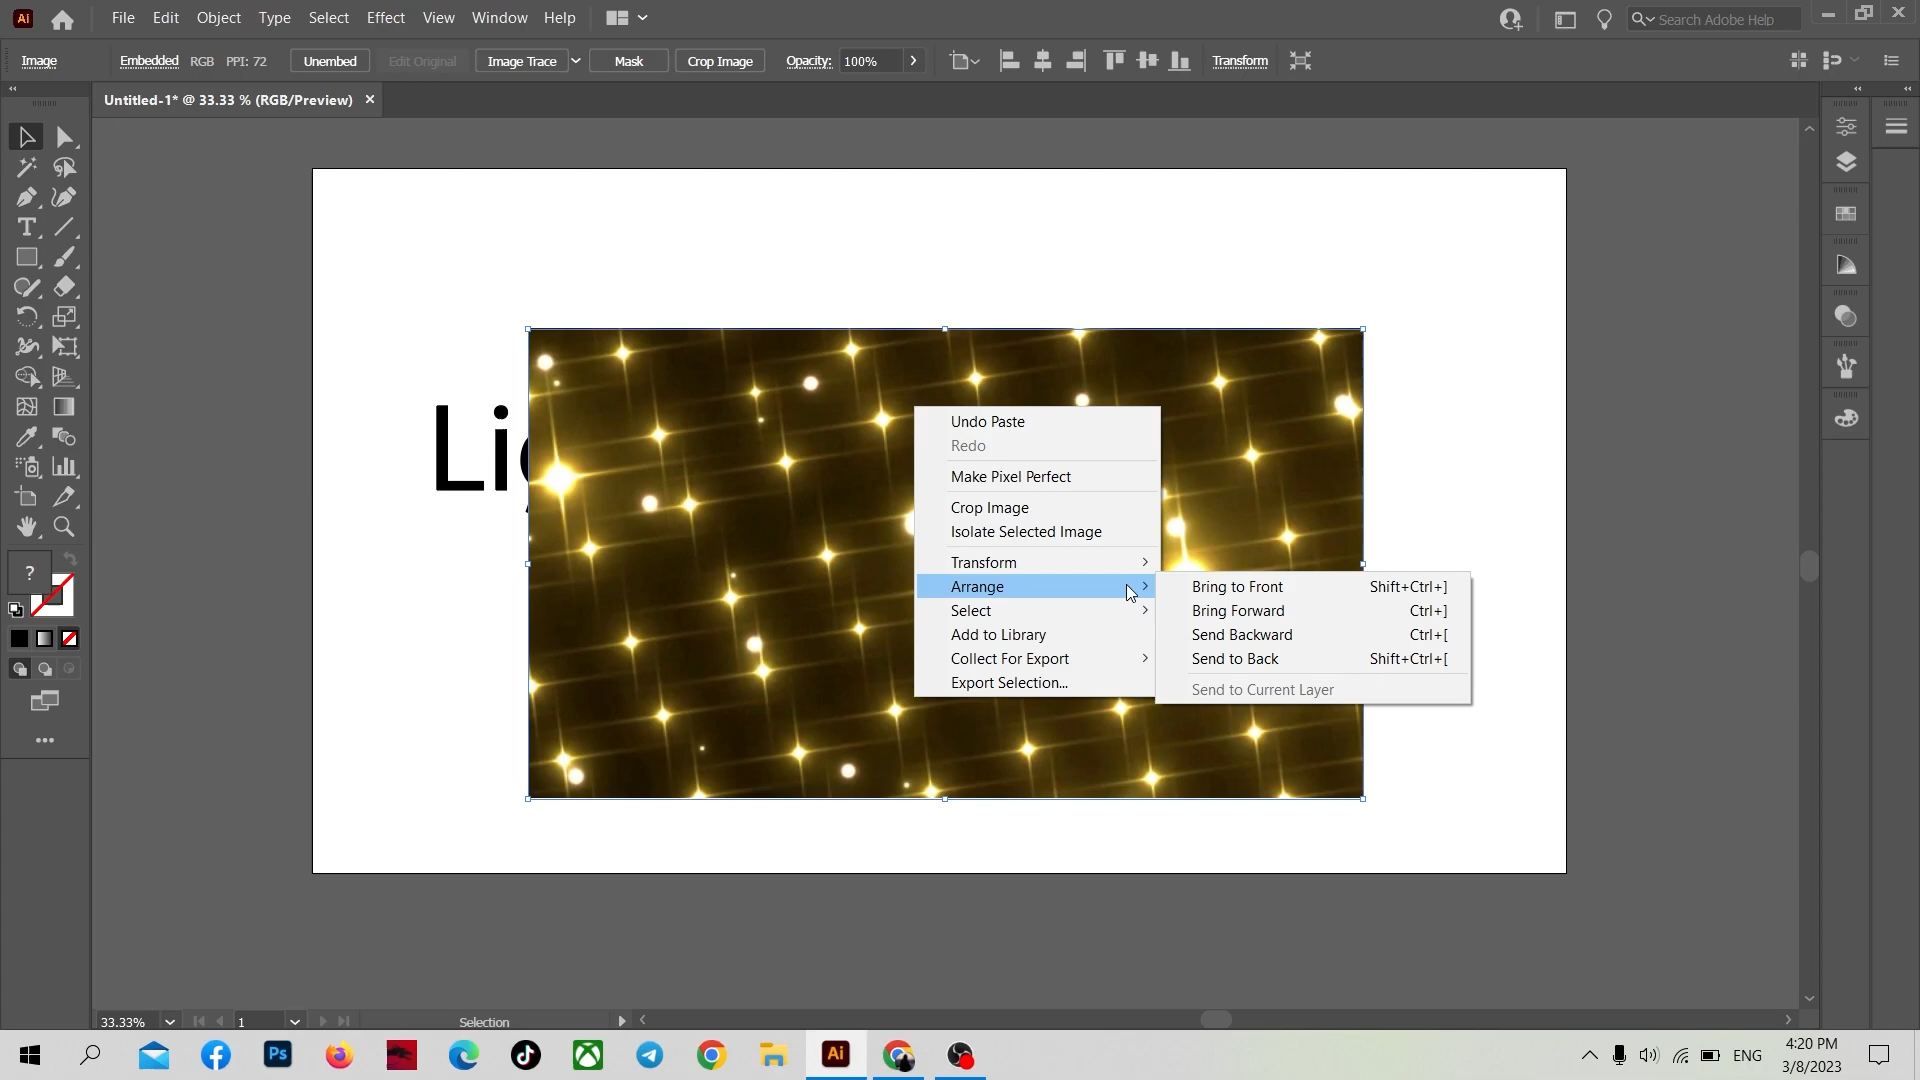 Ai File Edit Object Type Select Effect View Window Help Search Adobe Help
Image Embedded RGB PPI: 72 Unembed Edit Original Image Trace Mask Crop Image Opacity: 100% Transform
Untitled-1* @ 33.33 % (RGB/Preview)
Li
Undo Paste
Redo
Make Pixel Perfect
Crop Image
Isolate Selected Image
Transform
Arrange
Select
Add to Library
Collect For Export
Export Selection...
Bring to Front Shift+Ctrl+]
Bring Forward Ctrl+]
Send Backward Ctrl+[
Send to Back Shift+Ctrl+[
Send to Current Layer
?
33.33% 1 Selection
Ps Ai ENG 4:20 PM
3/8/2023